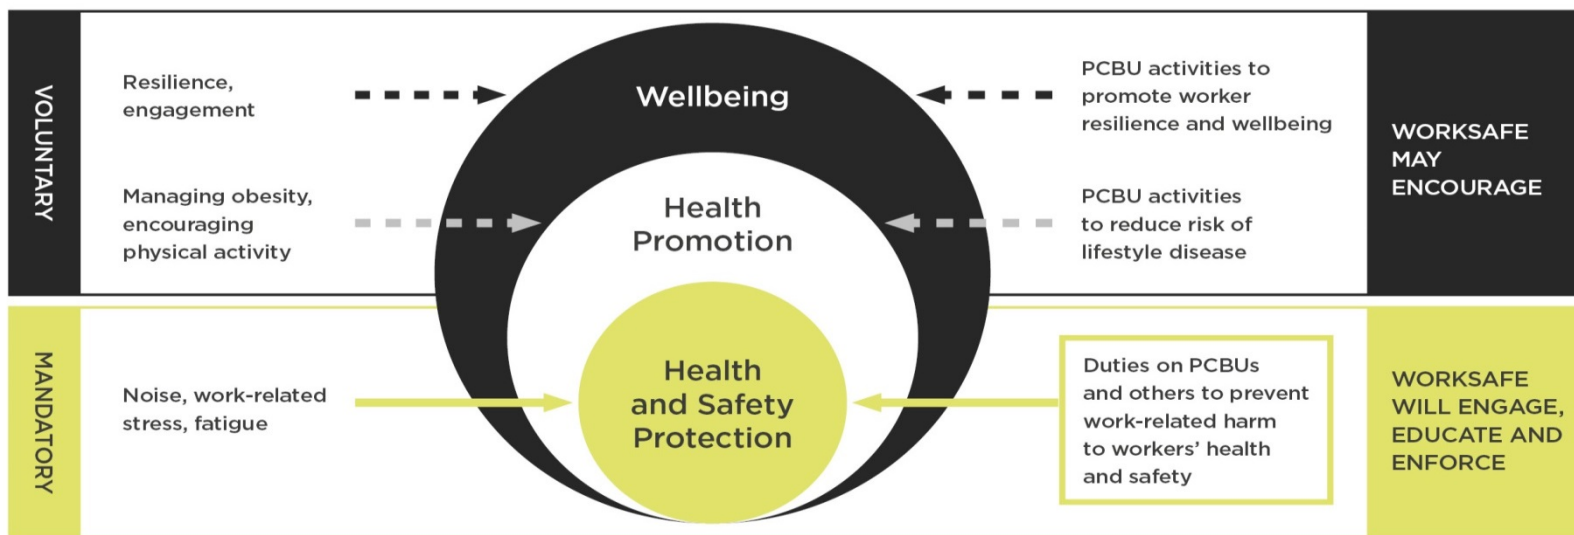 VOLUNTARY
Resilience,
engagement
Wellbeing
PCBU activities to
promote worker
resilience and wellbeing
WORKSAFE
MAY
ENCOURAGE
Managing obesity,
encouraging
physical activity
Health
Promotion
PCBU activities
to reduce risk of
lifestyle disease
MANDATORY
Noise, work-related
stress, fatigue
Health
and Safety
Protection
Duties on PCBUs
and others to prevent
work-related harm
to workers’ health
and safety
WORKSAFE
WILL ENGAGE,
EDUCATE AND
ENFORCE